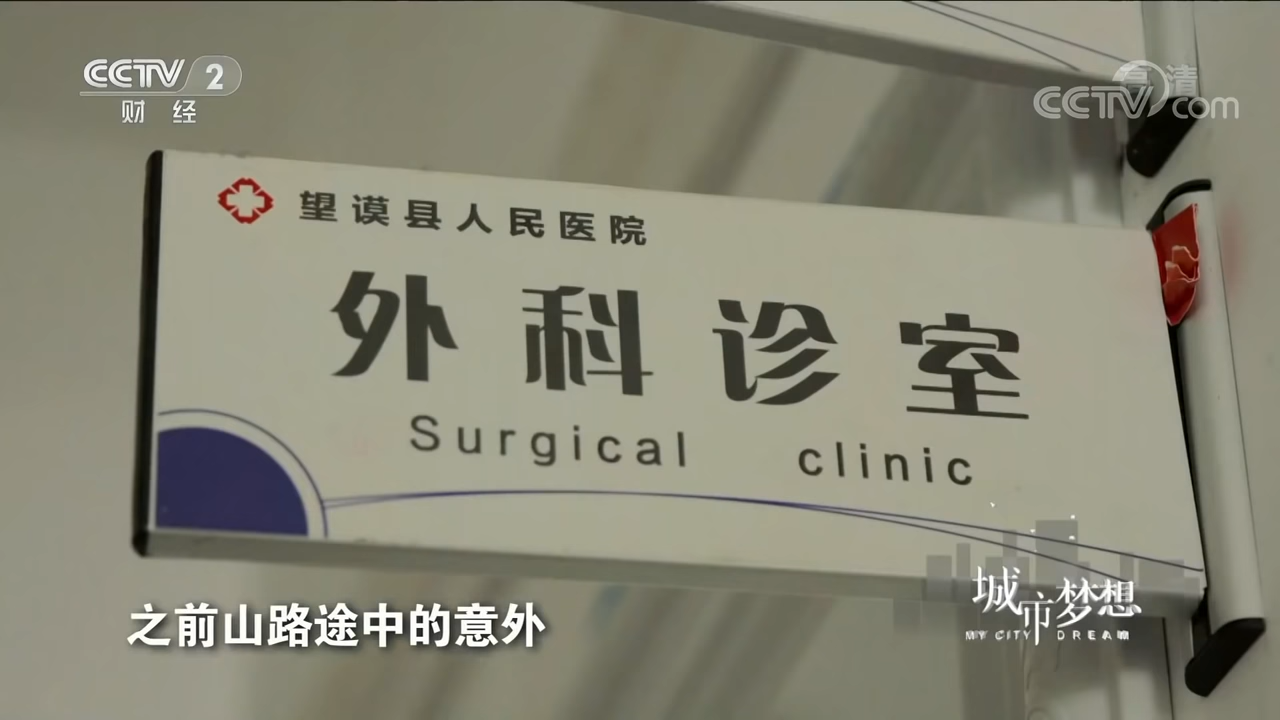 CCTV 2
财经
高清
CCTV.com
望谟县人民医院
外科诊室
Surgical clinic
城市梦想
MY CITY DREAM
之前山路途中的意外